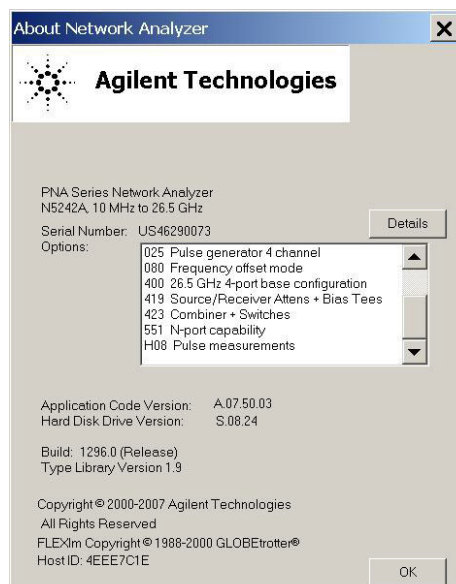 About Network Analyzer
Agilent Technologies
PNA Series Network Analyzer
N5242A, 10 MHz to 26.5 GHz
Serial Number: US46290073
Details
Options:
025 Pulse generator 4 channel
080 Frequency offset mode
400 26.5 GHz 4-port base configuration
419 Source/Receiver Attens + Bias Tees
423 Combiner + Switches
551 N-port capability
H08 Pulse measurements
Application Code Version: A.07.50.03
Hard Disk Drive Version: S.08.24
Build: 1296.0 (Release)
Type Library Version 1.9
Copyright © 2000-2007 Agilent Technologies
All Rights Reserved
FLEXlm Copyright © 1988-2000 GLOBEtrotter®
Host ID: 4EEE7C1E
OK